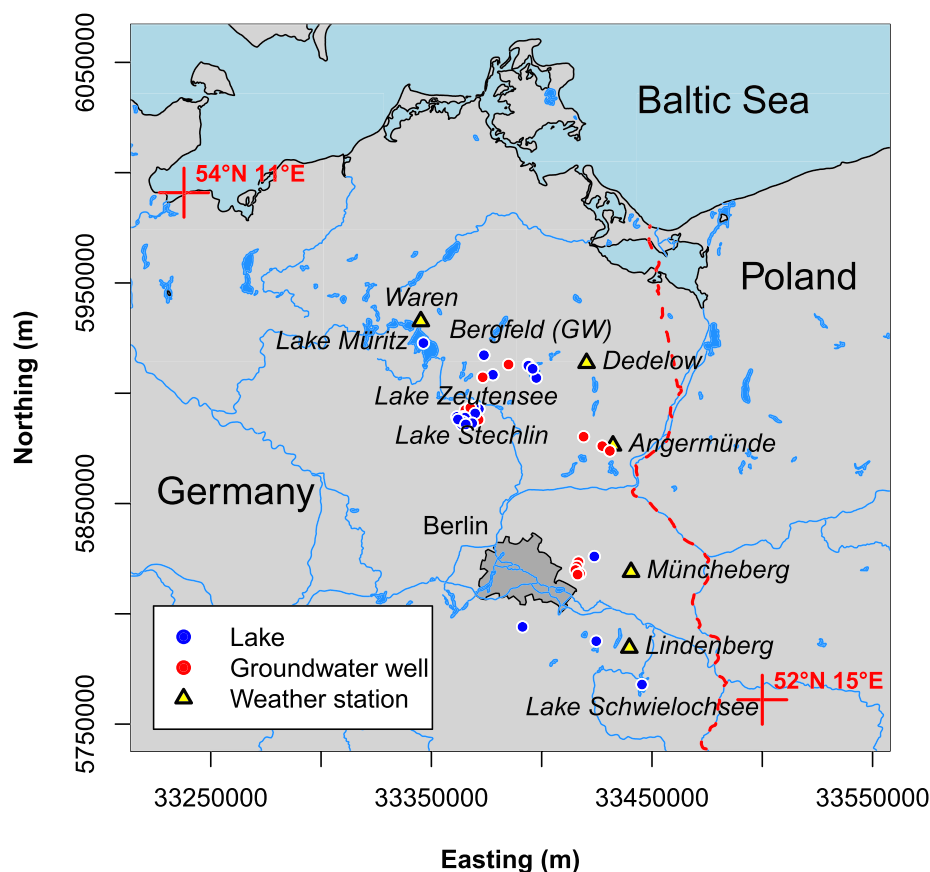 6050000
Baltic Sea
54°N 11°E
5950000
Poland
Waren
Bergfeld (GW)
Lake Müritz
Dedelow
Lake Zeutensee
Lake Stechlin
Angermünde
Germany
5850000
Berlin
Müncheberg
Lake
Groundwater well
Weather station
Lindenberg
52°N 15°E
Lake Schwielochsee
5750000
Northing (m)
33250000
33350000
33450000
33550000
Easting (m)